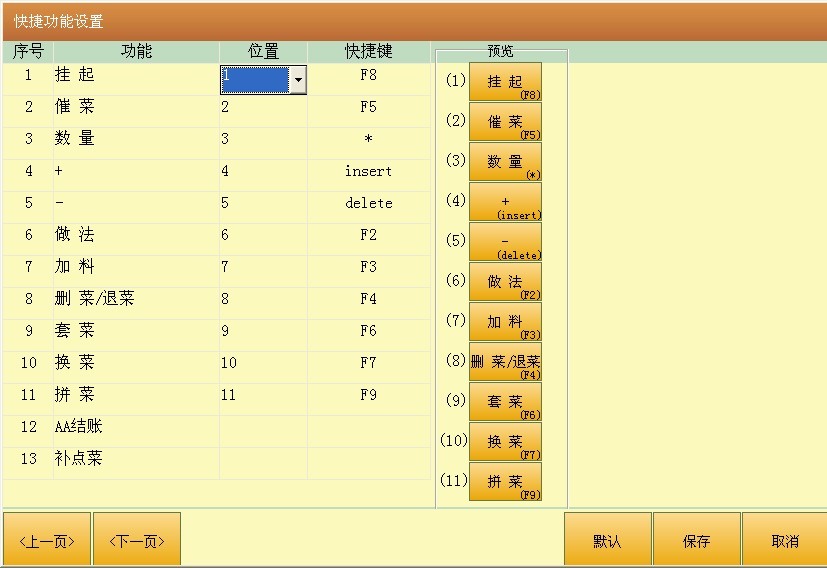 快捷功能设置
序号 功能 位置 快捷键
1 挂 起 1 F8
2 催 菜 2 F5
3 数 量 3 *
4 + 4 insert
5 - 5 delete
6 做 法 6 F2
7 加 料 7 F3
8 删 菜/退菜 8 F4
9 套 菜 9 F6
10 换 菜 10 F7
11 拼 菜 11 F9
12 AA结账
13 补点菜
预览
(1) 挂 起 (F8)
(2) 催 菜 (F5)
(3) 数 量 (*)
(4) + (insert)
(5) - (delete)
(6) 做 法 (F2)
(7) 加 料 (F3)
(8) 删 菜/退菜 (F4)
(9) 套 菜 (F6)
(10) 换 菜 (F7)
(11) 拼 菜 (F9)
<上一页> <下一页> 默认 保存 取消